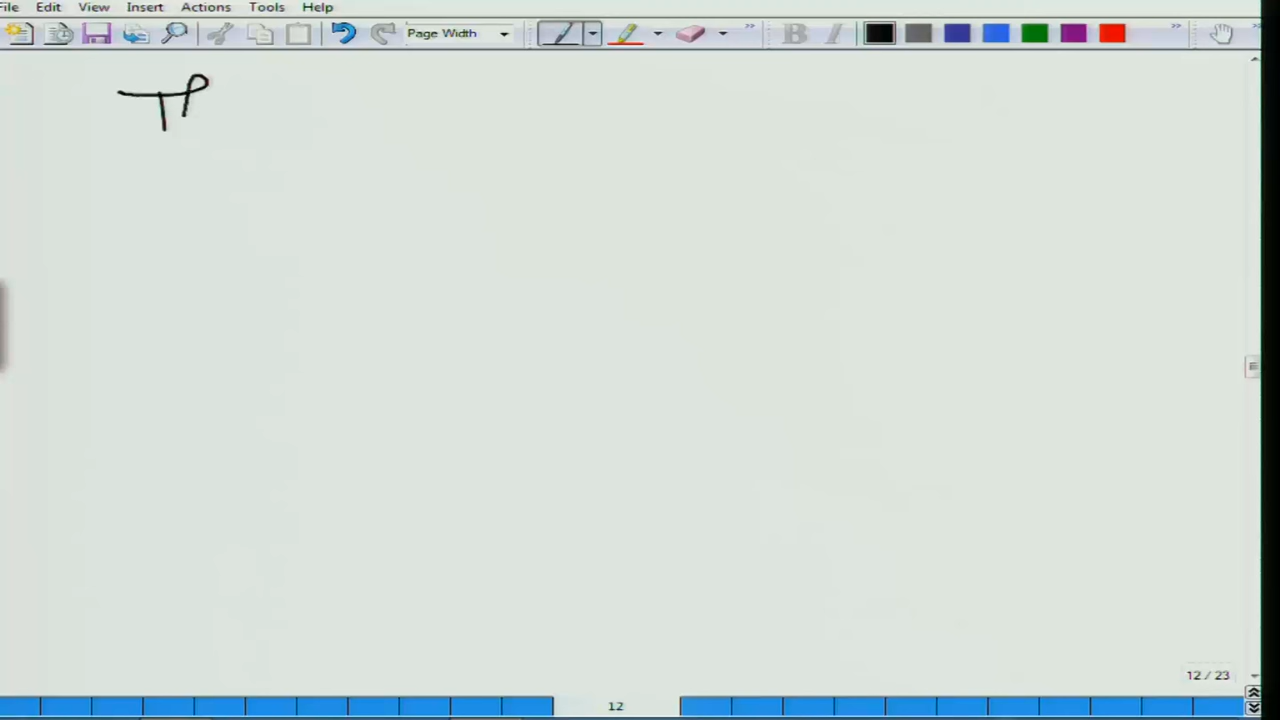 File Edit View Insert Actions Tools Help
Page Width
B I
12 / 23
12